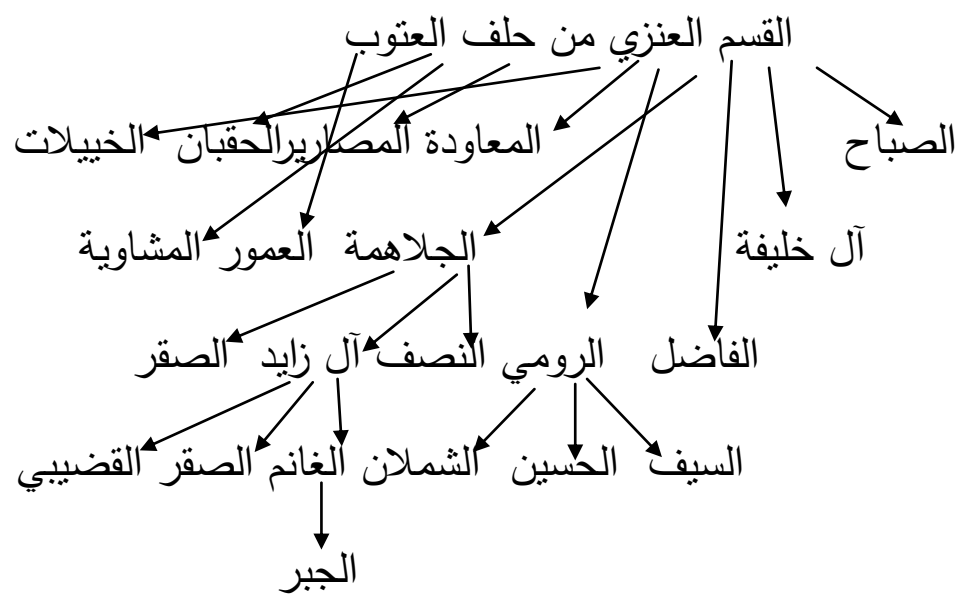 القسم العنزي من حلف العتوب
الصباح المعاودة المصارير الحقبان الخييلات
آل خليفة الجلاهمة العمور المشاوية
الفاضل الرومي النصف آل زايد الصقر
السيف الحسين الشملان الغانم الصقر القضيبي
الجبر